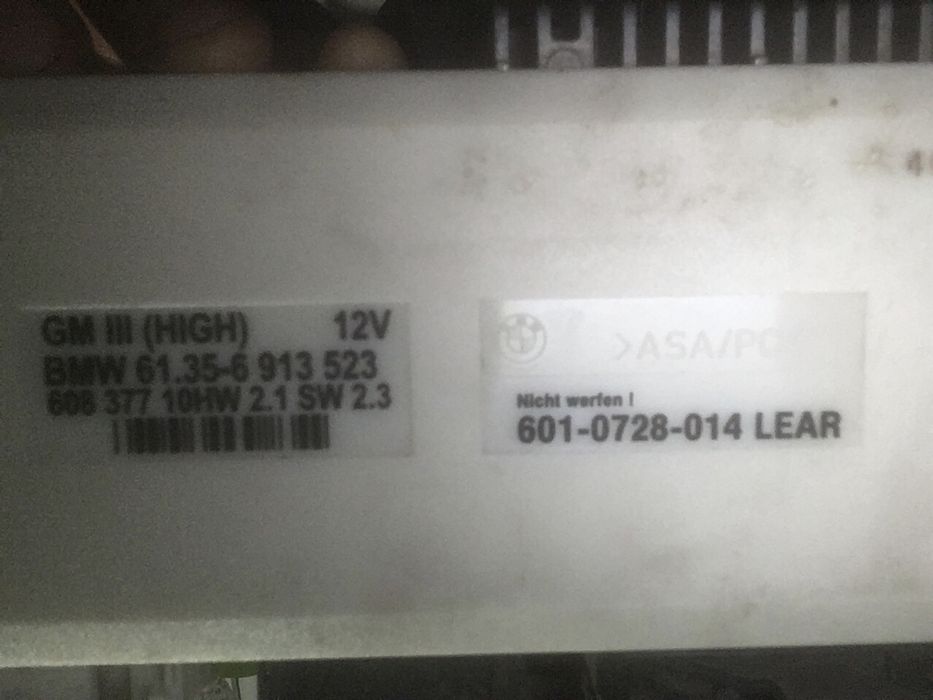 GM III (HIGH) 12V
BMW 61.35-6 913 523
606 377 10HW 2.1 SW 2.3
>ASA/PC
Nicht werfen !
601-0728-014 LEAR